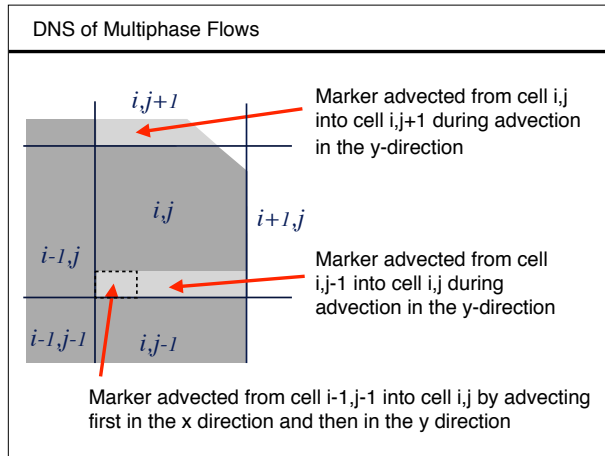 DNS of Multiphase Flows
i,j+1
Marker advected from cell i,j
into cell i,j+1 during advection
in the y-direction
i,j
i+1,j
i-1,j
Marker advected from cell
i,j-1 into cell i,j during
advection in the y-direction
i-1,j-1
i,j-1
Marker advected from cell i-1,j-1 into cell i,j by advecting
first in the x direction and then in the y direction